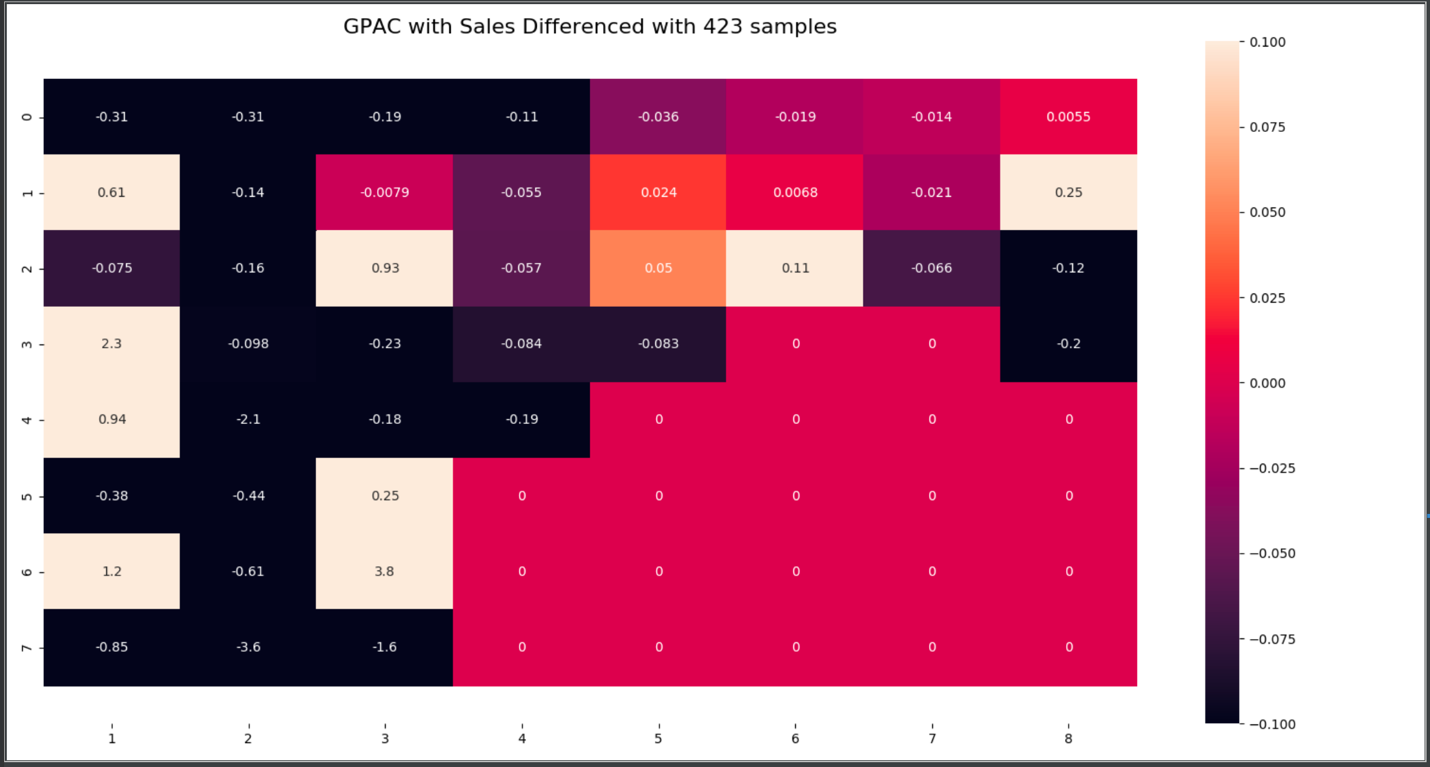 GPAC with Sales Differenced with 423 samples
0 -0.31 -0.31 -0.19 -0.11 -0.036 -0.019 -0.014 0.0055
1 0.61 -0.14 -0.0079 -0.055 0.024 0.0068 -0.021 0.25
2 -0.075 -0.16 0.93 -0.057 0.05 0.11 -0.066 -0.12
3 2.3 -0.098 -0.23 -0.084 -0.083 0 0 -0.2
4 0.94 -2.1 -0.18 -0.19 0 0 0 0
5 -0.38 -0.44 0.25 0 0 0 0 0
6 1.2 -0.61 3.8 0 0 0 0 0
7 -0.85 -3.6 -1.6 0 0 0 0 0
1 2 3 4 5 6 7 8
0.100
0.075
0.050
0.025
0.000
−0.025
−0.050
−0.075
−0.100